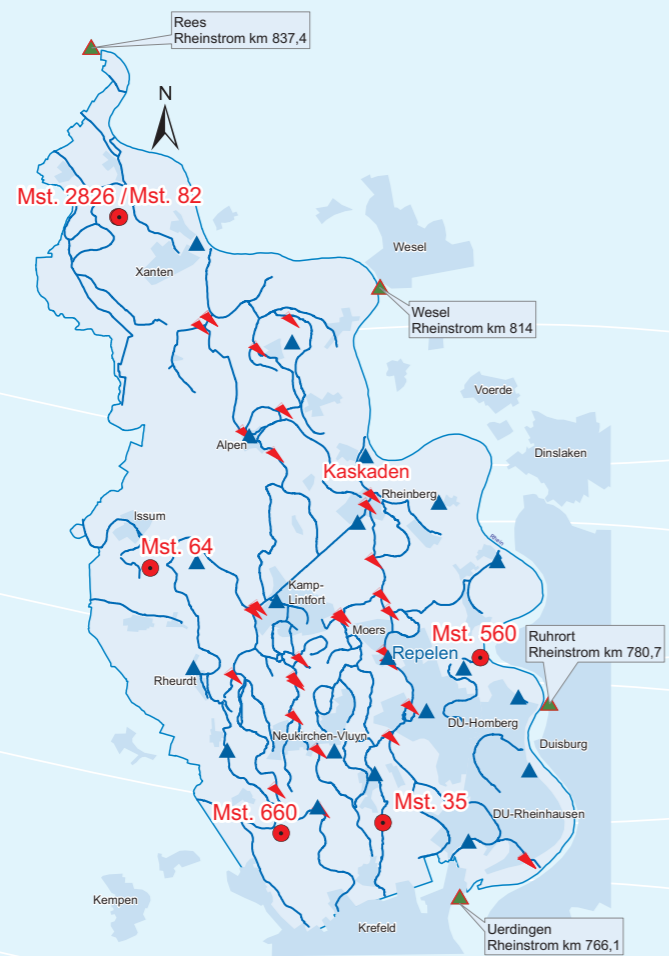 Rees
Rheinstrom km 837,4
N
Mst. 2826 / Mst. 82
Xanten
Wesel
Wesel
Rheinstrom km 814
Voerde
Alpen
Dinslaken
Kaskaden
Rheinberg
Issum
Rhein
Mst. 64
Kamp-
Lintfort
Moers
Mst. 560
Ruhrort
Rheinstrom km 780,7
Repelen
Rheurdt
DU-Homberg
Neukirchen-Vluyn
Duisburg
Mst. 660
Mst. 35
DU-Rheinhausen
Kempen
Krefeld
Uerdingen
Rheinstrom km 766,1